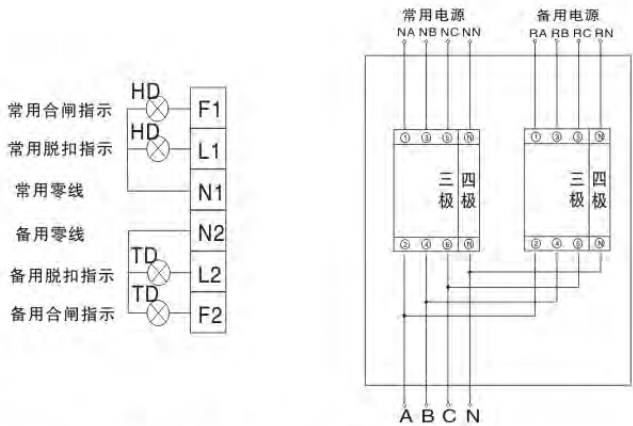 HD
常用合闸指示 F1
HD
常用脱扣指示 L1
常用零线 N1
备用零线 N2
TD
备用脱扣指示 L2
TD
备用合闸指示 F2
常用电源 备用电源
NA NB NC NN RA RB RC RN
① ③ ⑤ Ⓝ ① ③ ⑤ Ⓝ
三极 四极 三极 四极
② ④ ⑥ Ⓝ ② ④ ⑥ Ⓝ
A B C N